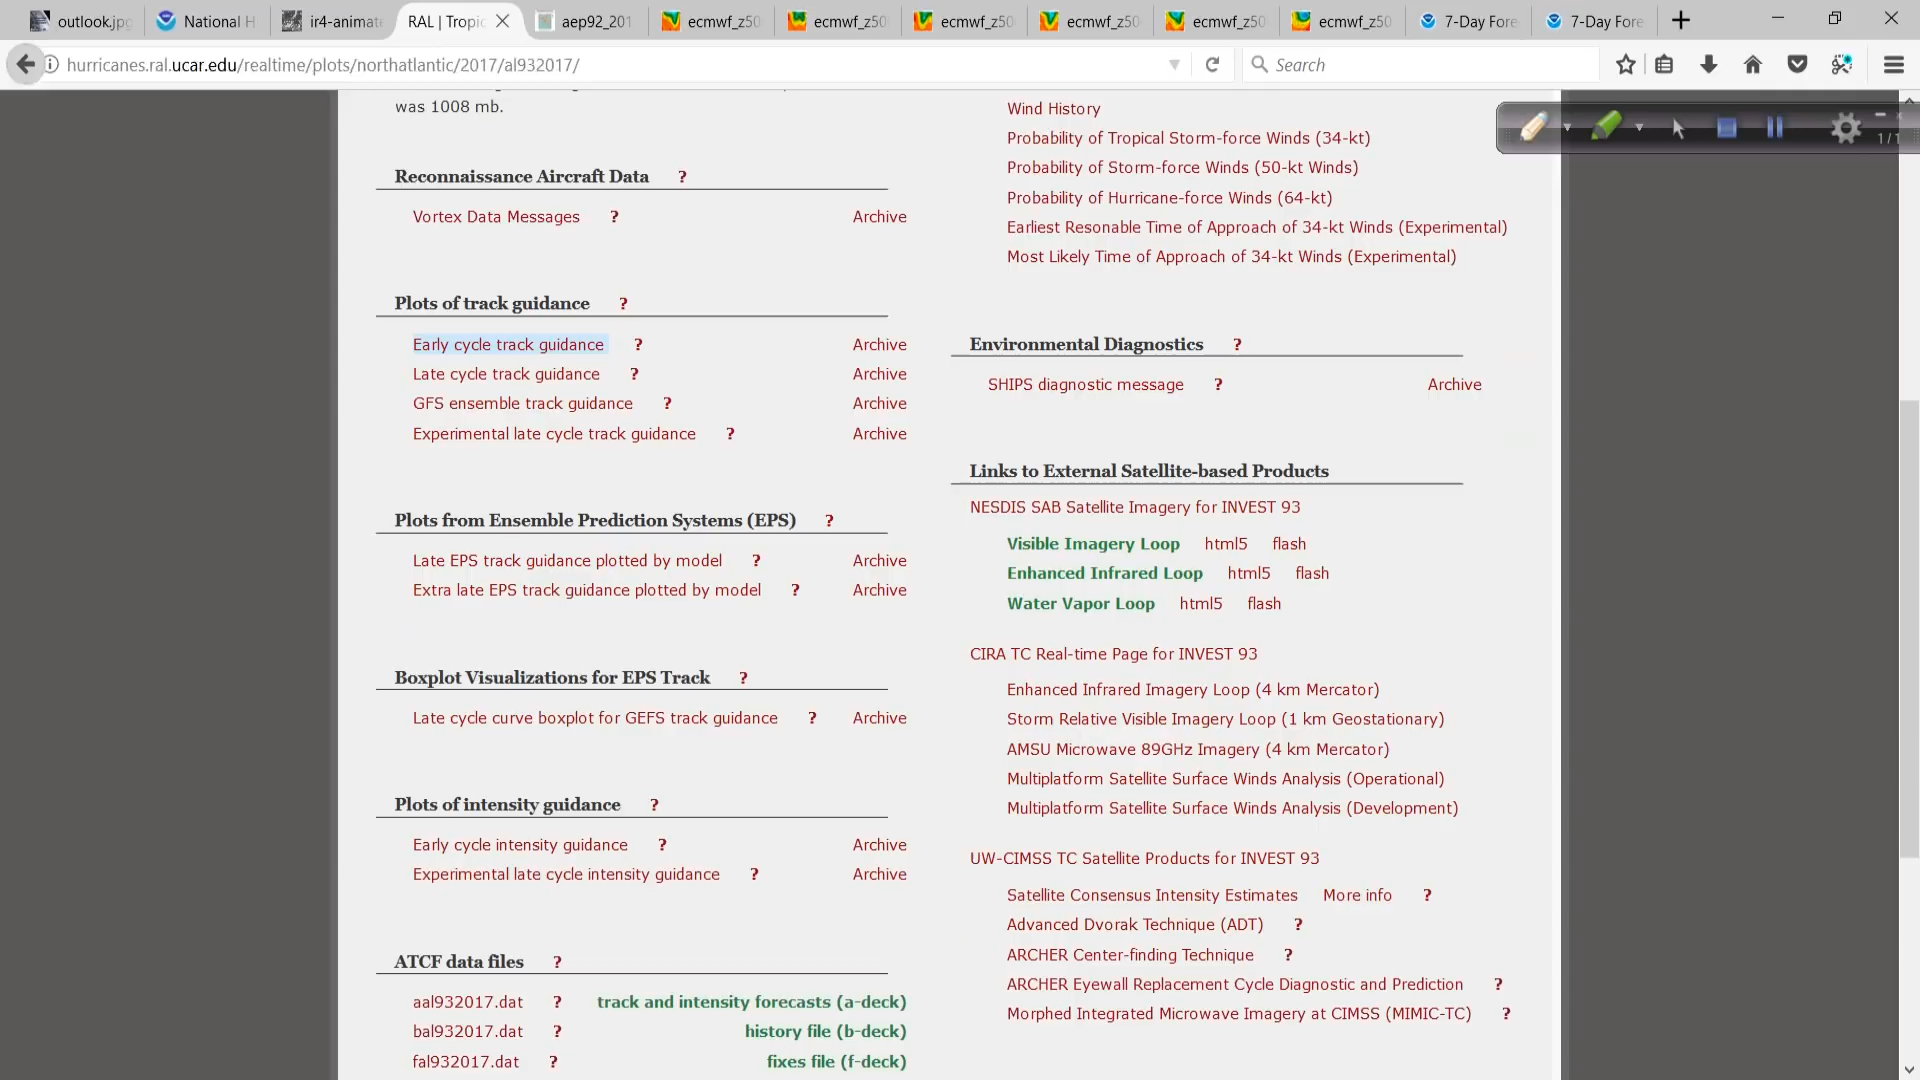 outlook.jpg
National H
ir4-animate
RAL | Tropic
aep92_201
ecmwf_z50
ecmwf_z50
ecmwf_z50
ecmwf_z50
ecmwf_z50
ecmwf_z50
7-Day Fore
7-Day Fore
hurricanes.ral.ucar.edu/realtime/plots/northatlantic/2017/al932017/
Search
1/1
was 1008 mb.
Reconnaissance Aircraft Data ?
Vortex Data Messages ? Archive
Plots of track guidance ?
Early cycle track guidance ? Archive
Late cycle track guidance ? Archive
GFS ensemble track guidance ? Archive
Experimental late cycle track guidance ? Archive
Plots from Ensemble Prediction Systems (EPS) ?
Late EPS track guidance plotted by model ? Archive
Extra late EPS track guidance plotted by model ? Archive
Boxplot Visualizations for EPS Track ?
Late cycle curve boxplot for GEFS track guidance ? Archive
Plots of intensity guidance ?
Early cycle intensity guidance ? Archive
Experimental late cycle intensity guidance ? Archive
ATCF data files ?
aal932017.dat ? track and intensity forecasts (a-deck)
bal932017.dat ? history file (b-deck)
fal932017.dat ? fixes file (f-deck)
Wind History
Probability of Tropical Storm-force Winds (34-kt)
Probability of Storm-force Winds (50-kt Winds)
Probability of Hurricane-force Winds (64-kt)
Earliest Resonable Time of Approach of 34-kt Winds (Experimental)
Most Likely Time of Approach of 34-kt Winds (Experimental)
Environmental Diagnostics ?
SHIPS diagnostic message ? Archive
Links to External Satellite-based Products
NESDIS SAB Satellite Imagery for INVEST 93
Visible Imagery Loop html5 flash
Enhanced Infrared Loop html5 flash
Water Vapor Loop html5 flash
CIRA TC Real-time Page for INVEST 93
Enhanced Infrared Imagery Loop (4 km Mercator)
Storm Relative Visible Imagery Loop (1 km Geostationary)
AMSU Microwave 89GHz Imagery (4 km Mercator)
Multiplatform Satellite Surface Winds Analysis (Operational)
Multiplatform Satellite Surface Winds Analysis (Development)
UW-CIMSS TC Satellite Products for INVEST 93
Satellite Consensus Intensity Estimates More info ?
Advanced Dvorak Technique (ADT) ?
ARCHER Center-finding Technique ?
ARCHER Eyewall Replacement Cycle Diagnostic and Prediction ?
Morphed Integrated Microwave Imagery at CIMSS (MIMIC-TC) ?